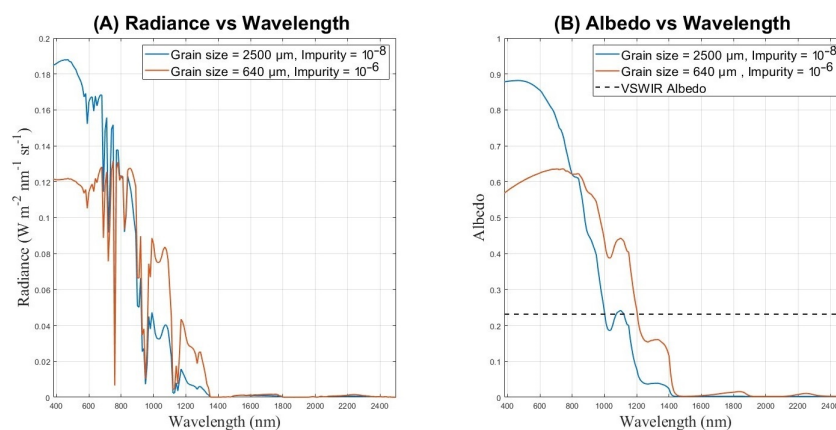 (A) Radiance vs Wavelength
Grain size = 2500 μm, Impurity = 10⁻⁸
Grain size = 640 μm, Impurity = 10⁻⁶
Radiance (W m⁻² nm⁻¹ sr⁻¹)
0.2
0.18
0.16
0.14
0.12
0.1
0.08
0.06
0.04
0.02
0
400 600 800 1000 1200 1400 1600 1800 2000 2200
Wavelength (nm)
(B) Albedo vs Wavelength
Grain size = 2500 μm, Impurity = 10⁻⁸
Grain size = 640 μm , Impurity = 10⁻⁶
VSWIR Albedo
Albedo
1
0.9
0.8
0.7
0.6
0.5
0.4
0.3
0.2
0.1
0
400 600 800 1000 1200 1400 1600 1800 2000 2200
Wavelength (nm)